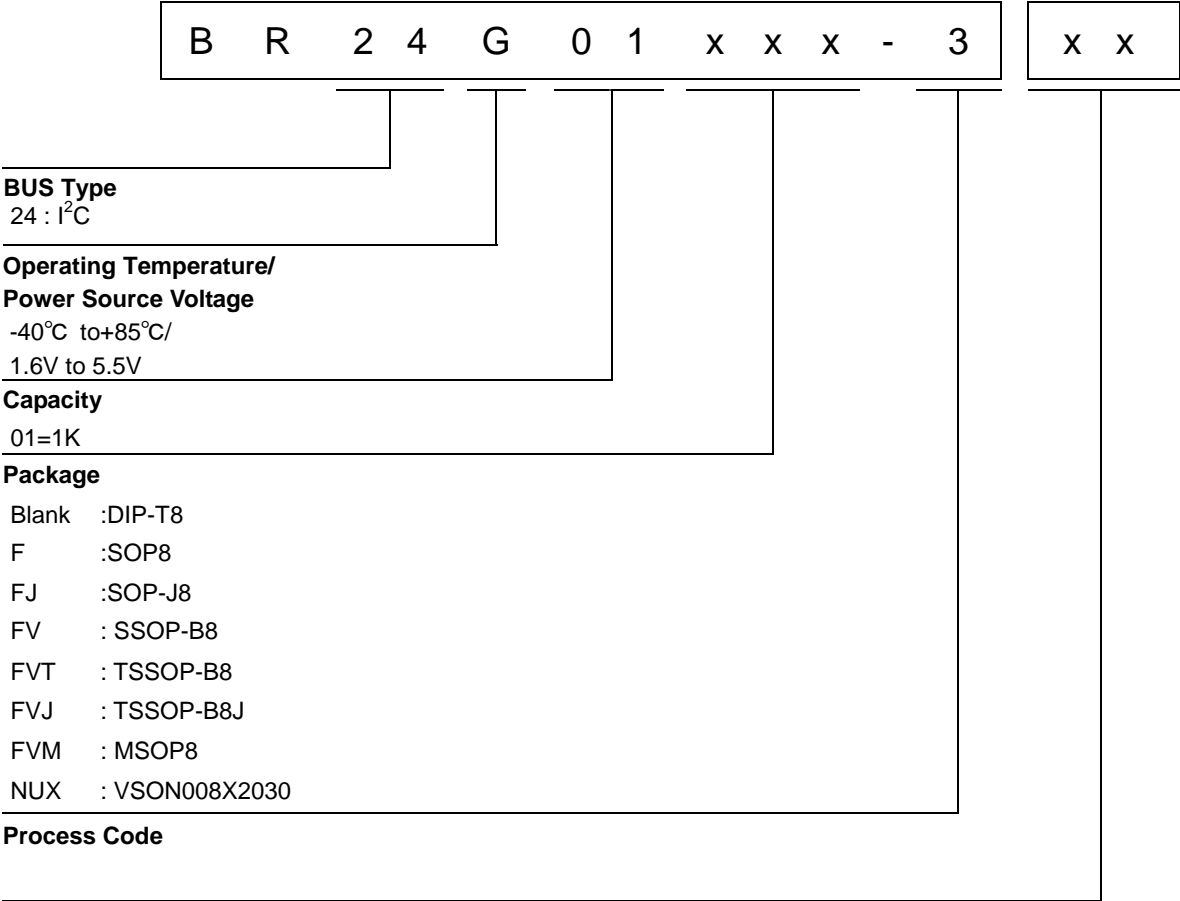 B R 2 4 G 0 1 x x x - 3 x x
BUS Type
24 : I²C
Operating Temperature/
Power Source Voltage
-40℃ to+85℃/
1.6V to 5.5V
Capacity
01=1K
Package
Blank :DIP-T8
F :SOP8
FJ :SOP-J8
FV : SSOP-B8
FVT : TSSOP-B8
FVJ : TSSOP-B8J
FVM : MSOP8
NUX : VSON008X2030
Process Code